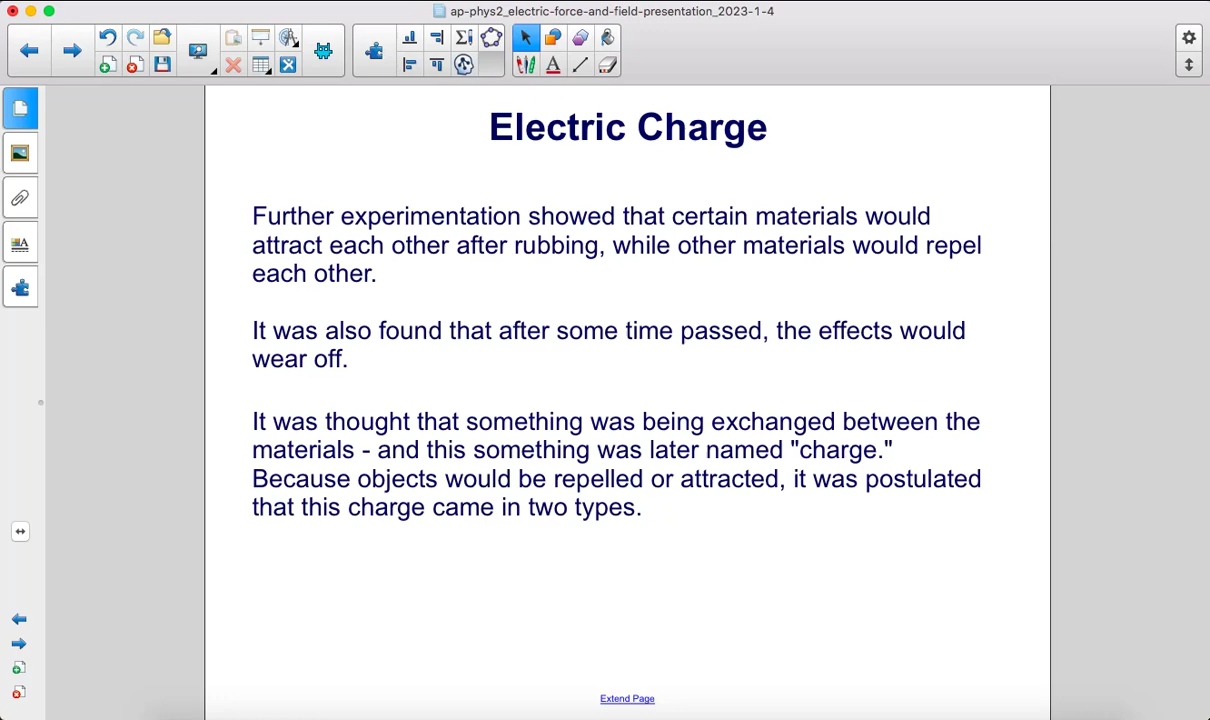 ap-phys2_electric-force-and-field-presentation_2023-1-4
Electric Charge
Further experimentation showed that certain materials would
attract each other after rubbing, while other materials would repel
each other.
It was also found that after some time passed, the effects would
wear off.
It was thought that something was being exchanged between the
materials - and this something was later named "charge."
Because objects would be repelled or attracted, it was postulated
that this charge came in two types.
Extend Page